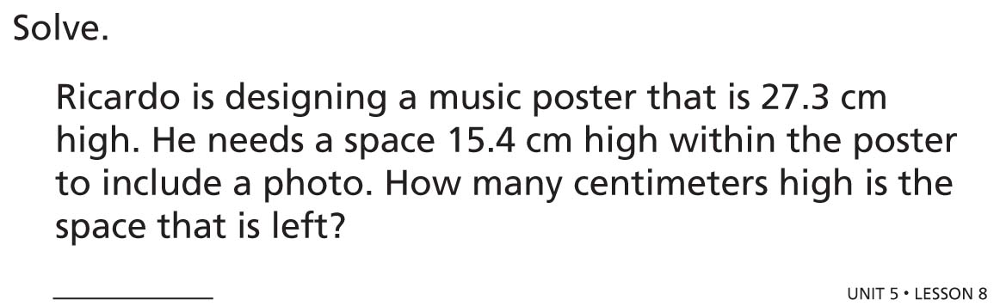 Solve.
Ricardo is designing a music poster that is 27.3 cm
high. He needs a space 15.4 cm high within the poster
to include a photo. How many centimeters high is the
space that is left?
UNIT 5 • LESSON 8